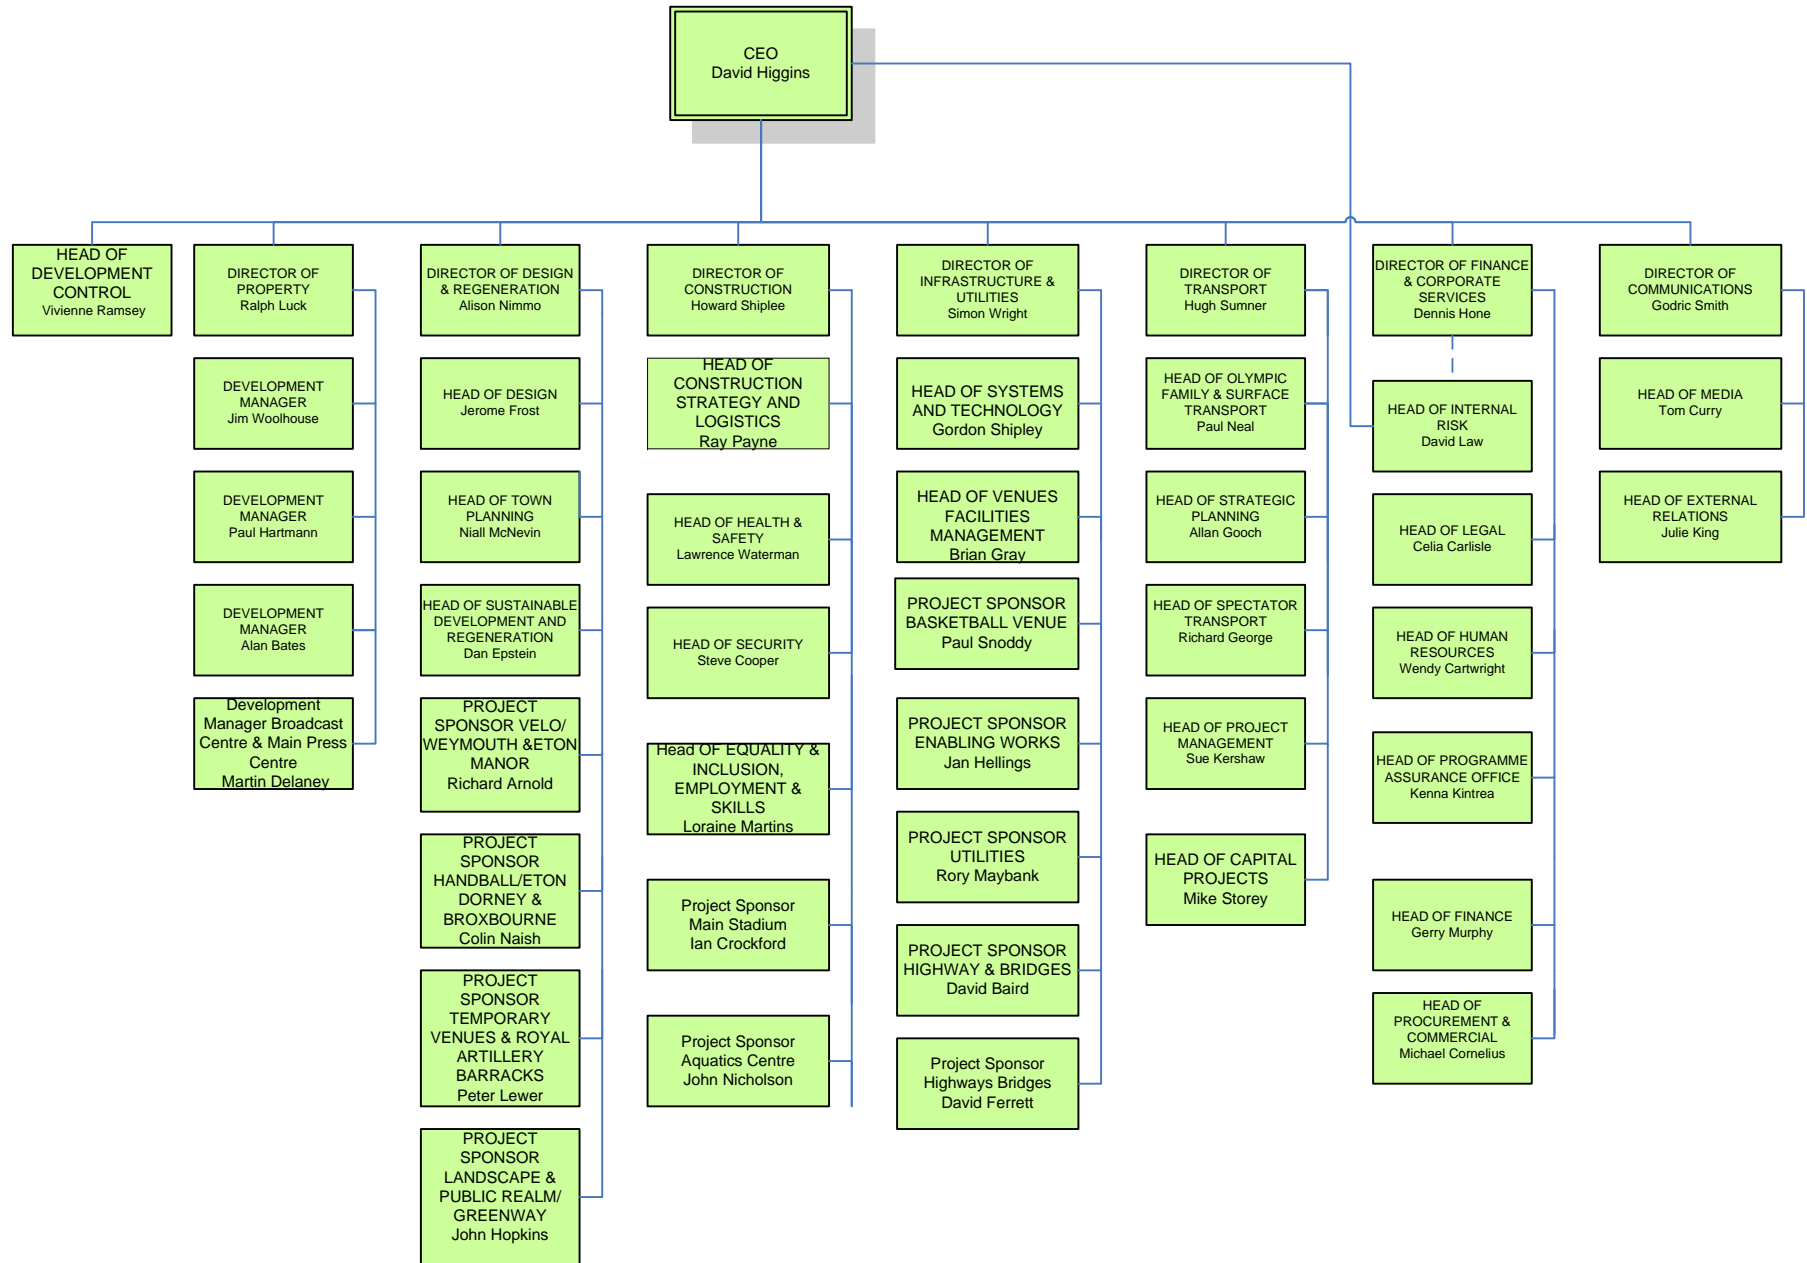 CEO
David Higgins
HEAD OF
DEVELOPMENT
CONTROL
Vivienne Ramsey
DIRECTOR OF
PROPERTY
Ralph Luck
DEVELOPMENT
MANAGER
Jim Woolhouse
DEVELOPMENT
MANAGER
Paul Hartmann
DEVELOPMENT
MANAGER
Alan Bates
Development
Manager Broadcast
Centre & Main Press
Centre
Martin Delaney
DIRECTOR OF DESIGN
& REGENERATION
Alison Nimmo
HEAD OF DESIGN
Jerome Frost
HEAD OF TOWN
PLANNING
Niall McNevin
HEAD OF SUSTAINABLE
DEVELOPMENT AND
REGENERATION
Dan Epstein
PROJECT
SPONSOR VELO/
WEYMOUTH &ETON
MANOR
Richard Arnold
PROJECT
SPONSOR
HANDBALL/ETON
DORNEY &
BROXBOURNE
Colin Naish
PROJECT
SPONSOR
TEMPORARY
VENUES & ROYAL
ARTILLERY
BARRACKS
Peter Lewer
PROJECT
SPONSOR
LANDSCAPE &
PUBLIC REALM/
GREENWAY
John Hopkins
DIRECTOR OF
CONSTRUCTION
Howard Shiplee
HEAD OF
CONSTRUCTION
STRATEGY AND
LOGISTICS
Ray Payne
HEAD OF HEALTH &
SAFETY
Lawrence Waterman
HEAD OF SECURITY
Steve Cooper
Head OF EQUALITY &
INCLUSION,
EMPLOYMENT &
SKILLS
Loraine Martins
Project Sponsor
Main Stadium
Ian Crockford
Project Sponsor
Aquatics Centre
John Nicholson
DIRECTOR OF
INFRASTRUCTURE &
UTILITIES
Simon Wright
HEAD OF SYSTEMS
AND TECHNOLOGY
Gordon Shipley
HEAD OF VENUES
FACILITIES
MANAGEMENT
Brian Gray
PROJECT SPONSOR
BASKETBALL VENUE
Paul Snoddy
PROJECT SPONSOR
ENABLING WORKS
Jan Hellings
PROJECT SPONSOR
UTILITIES
Rory Maybank
PROJECT SPONSOR
HIGHWAY & BRIDGES
David Baird
Project Sponsor
Highways Bridges
David Ferrett
DIRECTOR OF
TRANSPORT
Hugh Sumner
HEAD OF OLYMPIC
FAMILY & SURFACE
TRANSPORT
Paul Neal
HEAD OF STRATEGIC
PLANNING
Allan Gooch
HEAD OF SPECTATOR
TRANSPORT
Richard George
HEAD OF PROJECT
MANAGEMENT
Sue Kershaw
HEAD OF CAPITAL
PROJECTS
Mike Storey
DIRECTOR OF FINANCE
& CORPORATE
SERVICES
Dennis Hone
HEAD OF INTERNAL
RISK
David Law
HEAD OF LEGAL
Celia Carlisle
HEAD OF HUMAN
RESOURCES
Wendy Cartwright
HEAD OF PROGRAMME
ASSURANCE OFFICE
Kenna Kintrea
HEAD OF FINANCE
Gerry Murphy
HEAD OF
PROCUREMENT &
COMMERCIAL
Michael Cornelius
DIRECTOR OF
COMMUNICATIONS
Godric Smith
HEAD OF MEDIA
Tom Curry
HEAD OF EXTERNAL
RELATIONS
Julie King